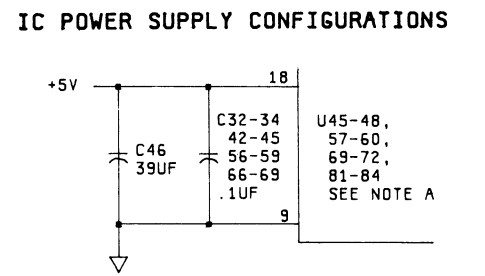 IC POWER SUPPLY CONFIGURATIONS
+5V
18
C46
39UF
C32-34
42-45
56-59
66-69
.1UF
U45-48,
57-60,
69-72,
81-84
SEE NOTE A
9